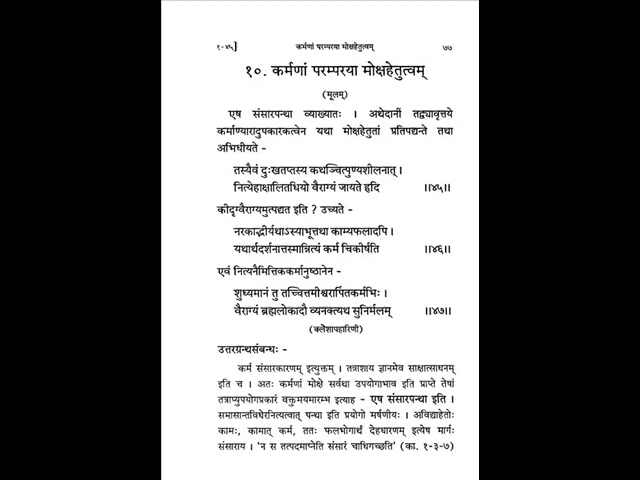 १-४५]
कर्मणां परम्परया मोक्षहेतुत्वम्
७७
१०. कर्मणां परम्परया मोक्षहेतुत्वम्
(मूलम्)
एष संसारपन्था व्याख्यातः । अथेदानीं तद्व्यावृत्तये
कर्माण्यारादुपकारकत्वेन यथा मोक्षहेतुतां प्रतिपद्यन्ते तथा
अभिधीयते -
तस्यैवं दुःखतप्तस्य कथञ्चित्पुण्यशीलनात् ।
नित्येहाक्षालितधियो वैराग्यं जायते हृदि ॥४५॥
कीदृग्वैराग्यमुत्पद्यत इति ? उच्यते -
नरकाद्भीर्यथाऽस्याभूत्तथा काम्यफलादपि ।
यथार्थदर्शनात्तस्मान्नित्यं कर्म चिकीर्षति ॥४६॥
एवं नित्यनैमित्तिककर्मानुष्ठानेन -
शुध्यमानं तु तच्चित्तमीश्वरार्पितकर्मभिः ।
वैराग्यं ब्रह्मलोकादौ व्यनक्त्यथ सुनिर्मलम् ॥४७॥
(क्लेशापहारिणी)
उत्तरग्रन्थसंबन्धः -
कर्म संसारकारणम् इत्युक्तम् । तन्नाशाय ज्ञानमेव साक्षात्साधनम्
इति च । अतः कर्मणां मोक्षे सर्वथा उपयोगाभाव इति प्राप्ते तेषां
तत्राप्युपयोगप्रकारं वक्तुमयमारम्भ इत्याह - एष संसारपन्था इति ।
समासान्तविधेरनित्यत्वात् पन्था इति प्रयोगो मर्षणीयः । अविद्याहेतोः
कामः, कामात् कर्म, ततः फलभोगार्थं देहधारणम् इत्येष मार्गः
संसाराय । 'न स तत्पदमाप्नोति संसारं चाधिगच्छति' (का. १-३-७)